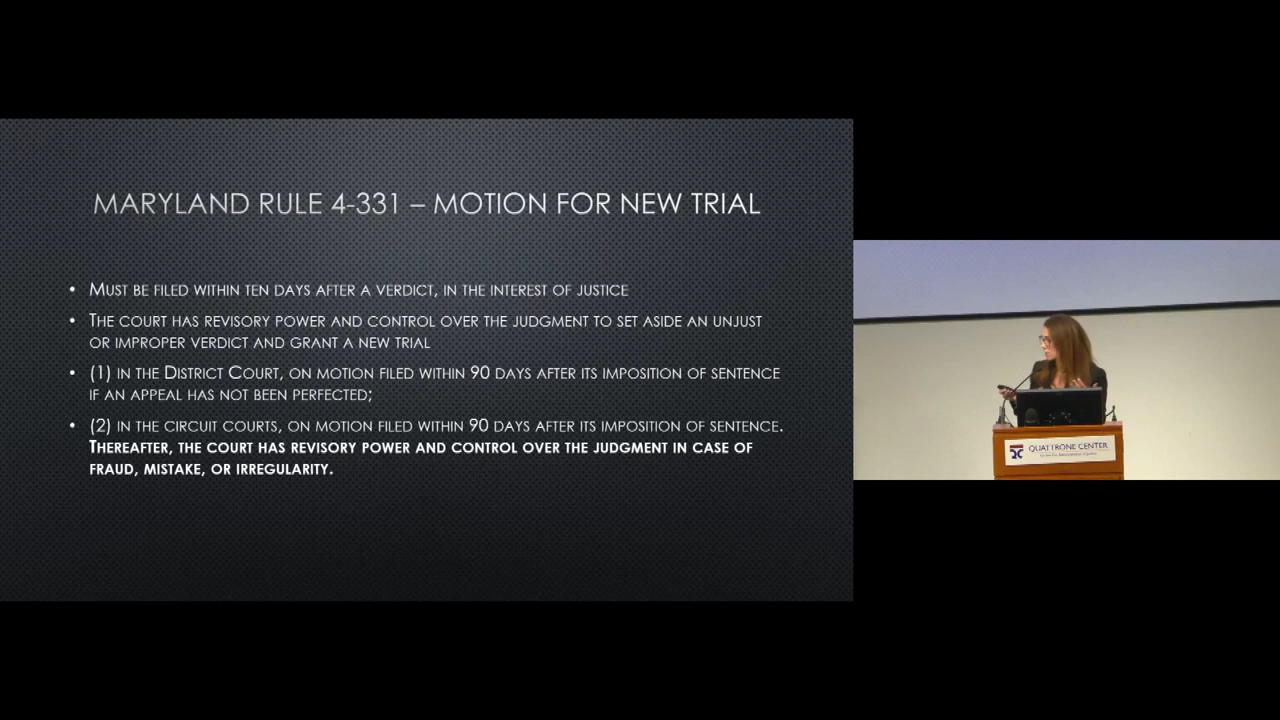 MARYLAND RULE 4-331 – MOTION FOR NEW TRIAL
• MUST BE FILED WITHIN TEN DAYS AFTER A VERDICT, IN THE INTEREST OF JUSTICE
• THE COURT HAS REVISORY POWER AND CONTROL OVER THE JUDGMENT TO SET ASIDE AN UNJUST
OR IMPROPER VERDICT AND GRANT A NEW TRIAL
• (1) IN THE DISTRICT COURT, ON MOTION FILED WITHIN 90 DAYS AFTER ITS IMPOSITION OF SENTENCE
IF AN APPEAL HAS NOT BEEN PERFECTED;
• (2) IN THE CIRCUIT COURTS, ON MOTION FILED WITHIN 90 DAYS AFTER ITS IMPOSITION OF SENTENCE.
THEREAFTER, THE COURT HAS REVISORY POWER AND CONTROL OVER THE JUDGMENT IN CASE OF
FRAUD, MISTAKE, OR IRREGULARITY.
QUATTRONE CENTER